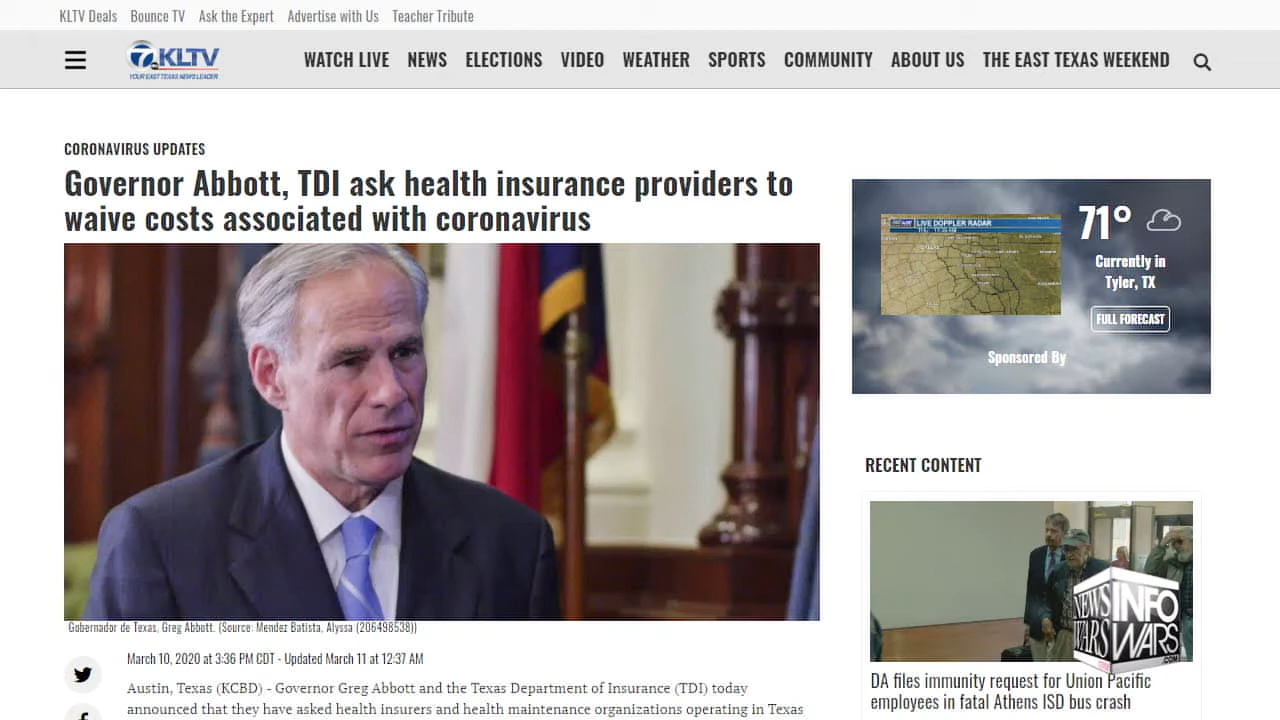 KLTV Deals Bounce TV Ask the Expert Advertise with Us Teacher Tribute
7 KLTV
YOUR EAST TEXAS NEWS LEADER
WATCH LIVE NEWS ELECTIONS VIDEO WEATHER SPORTS COMMUNITY ABOUT US THE EAST TEXAS WEEKEND
CORONAVIRUS UPDATES
Governor Abbott, TDI ask health insurance providers to
waive costs associated with coronavirus
Gobernador de Texas, Greg Abbott. (Source: Mendez Batista, Alyssa (206498538))
March 10, 2020 at 3:36 PM CDT - Updated March 11 at 12:37 AM
Austin, Texas (KCBD) - Governor Greg Abbott and the Texas Department of Insurance (TDI) today
announced that they have asked health insurers and health maintenance organizations operating in Texas
LIVE DOPPLER RADAR
71°
Currently in
Tyler, TX
FULL FORECAST
Sponsored By
RECENT CONTENT
NEWS WARS
INFO WARS
.COM
DA files immunity request for Union Pacific
employees in fatal Athens ISD bus crash